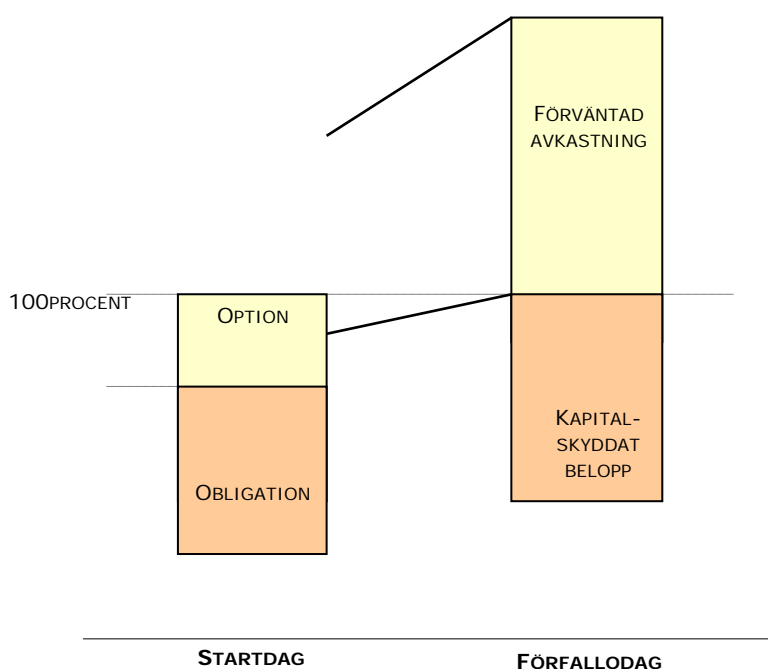 FÖRVÄNTAD
AVKASTNING
100PROCENT
OPTION
KAPITAL-
SKYDDAT
BELOPP
OBLIGATION
STARTDAG
FÖRFALLODAG